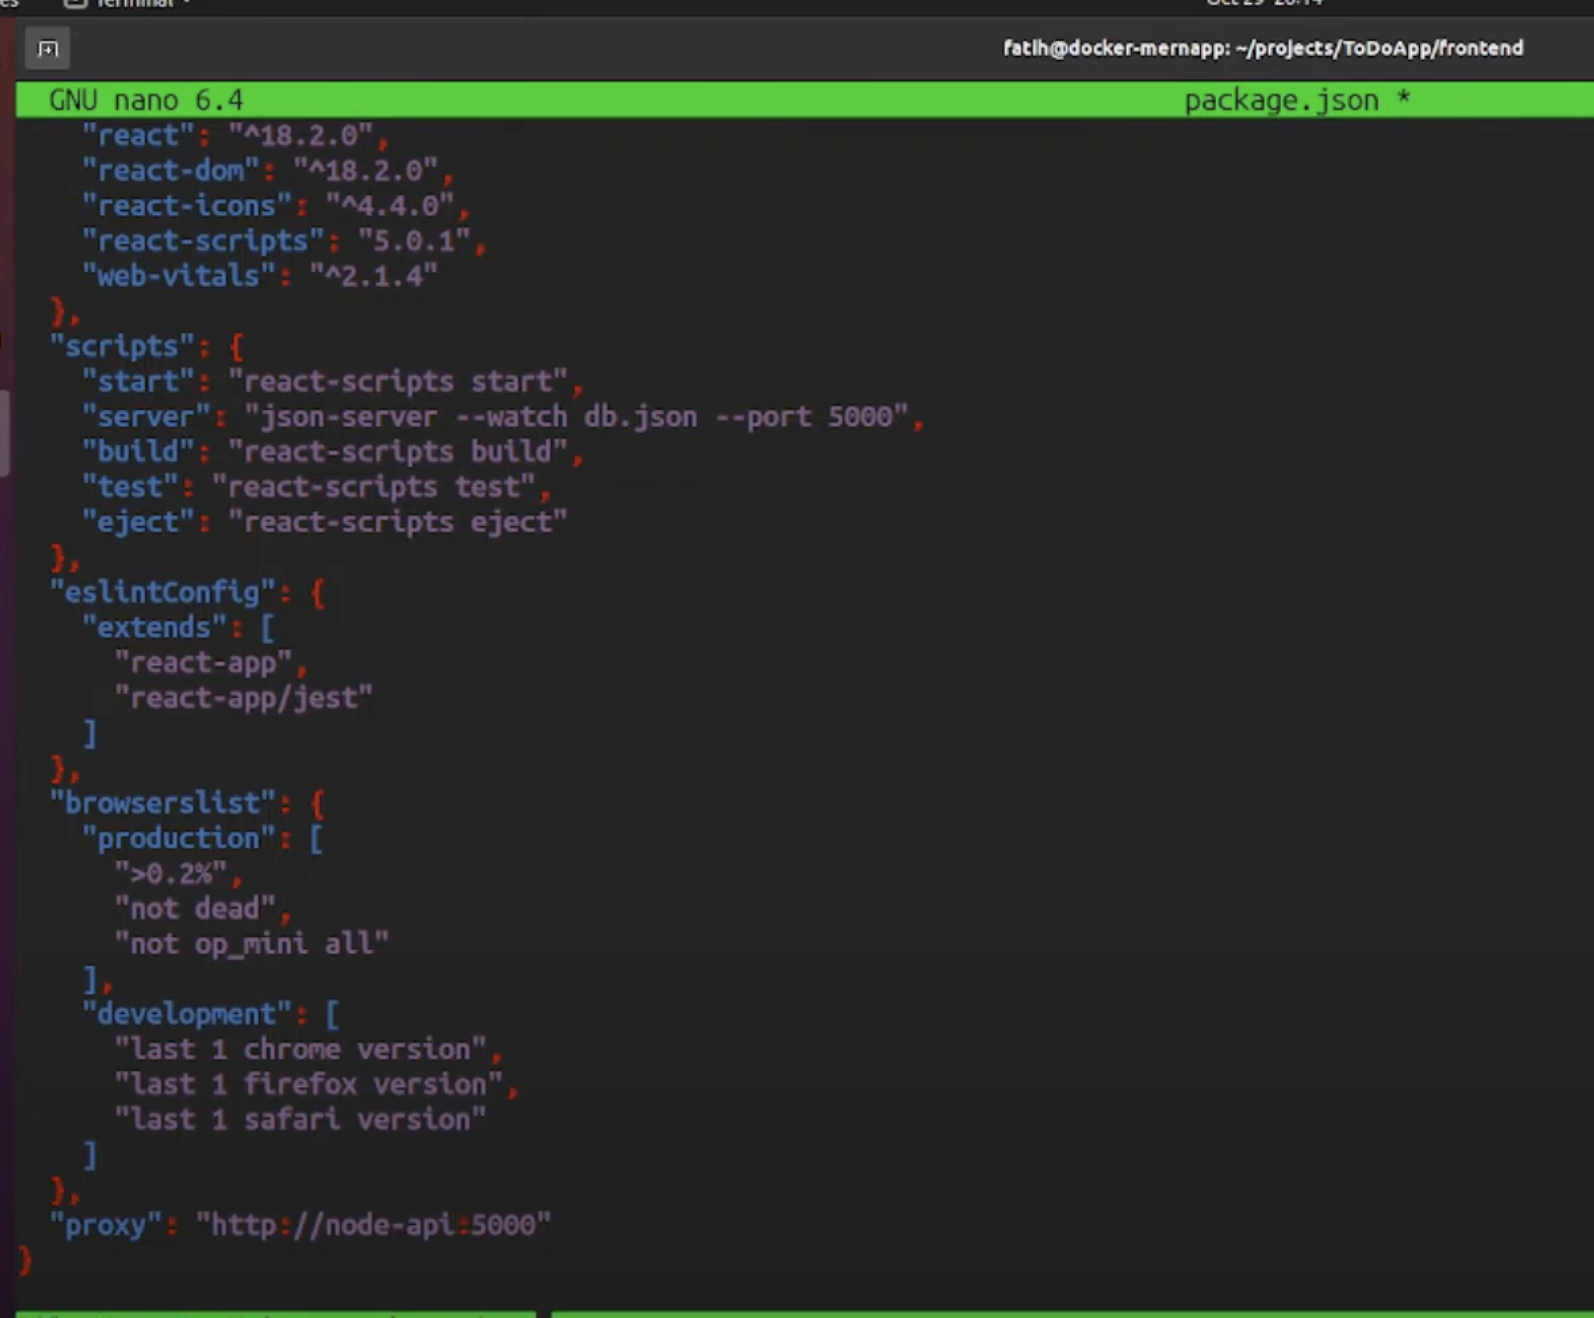 Terminal
Oct 29 20:14
fatih@docker-mernapp: ~/projects/ToDoApp/frontend
GNU nano 6.4 package.json *
"react": "^18.2.0",
"react-dom": "^18.2.0",
"react-icons": "^4.4.0",
"react-scripts": "5.0.1",
"web-vitals": "^2.1.4"
},
"scripts": {
"start": "react-scripts start",
"server": "json-server --watch db.json --port 5000",
"build": "react-scripts build",
"test": "react-scripts test",
"eject": "react-scripts eject"
},
"eslintConfig": {
"extends": [
"react-app",
"react-app/jest"
]
},
"browserslist": {
"production": [
">0.2%",
"not dead",
"not op_mini all"
],
"development": [
"last 1 chrome version",
"last 1 firefox version",
"last 1 safari version"
]
},
"proxy": "http://node-api:5000"
}